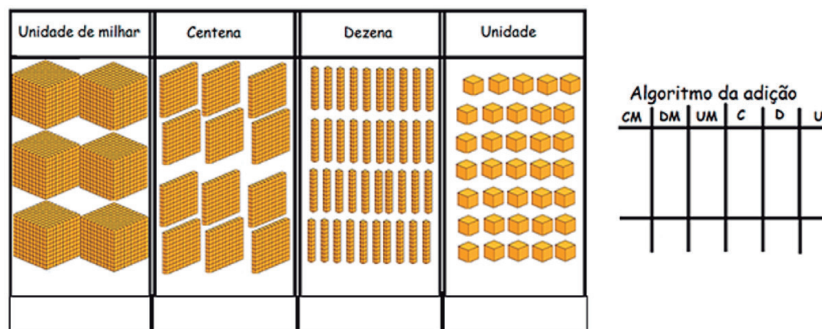 Unidade de milhar Centena Dezena Unidade
Algoritmo da adição
CM DM UM C D U